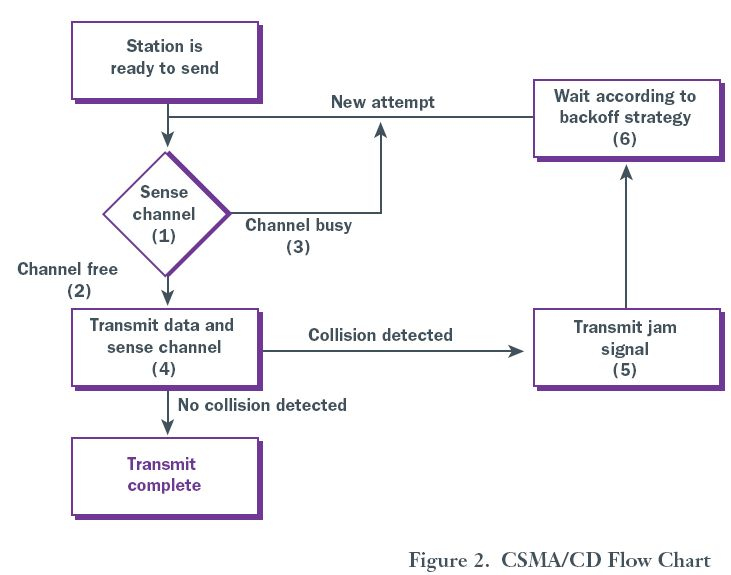 Station is
ready to send
New attempt
Wait according to
backoff strategy
(6)
Sense
channel
(1)
Channel busy
(3)
Channel free
(2)
Transmit data and
sense channel
(4)
Collision detected
Transmit jam
signal
(5)
No collision detected
Transmit
complete
Figure 2. CSMA/CD Flow Chart